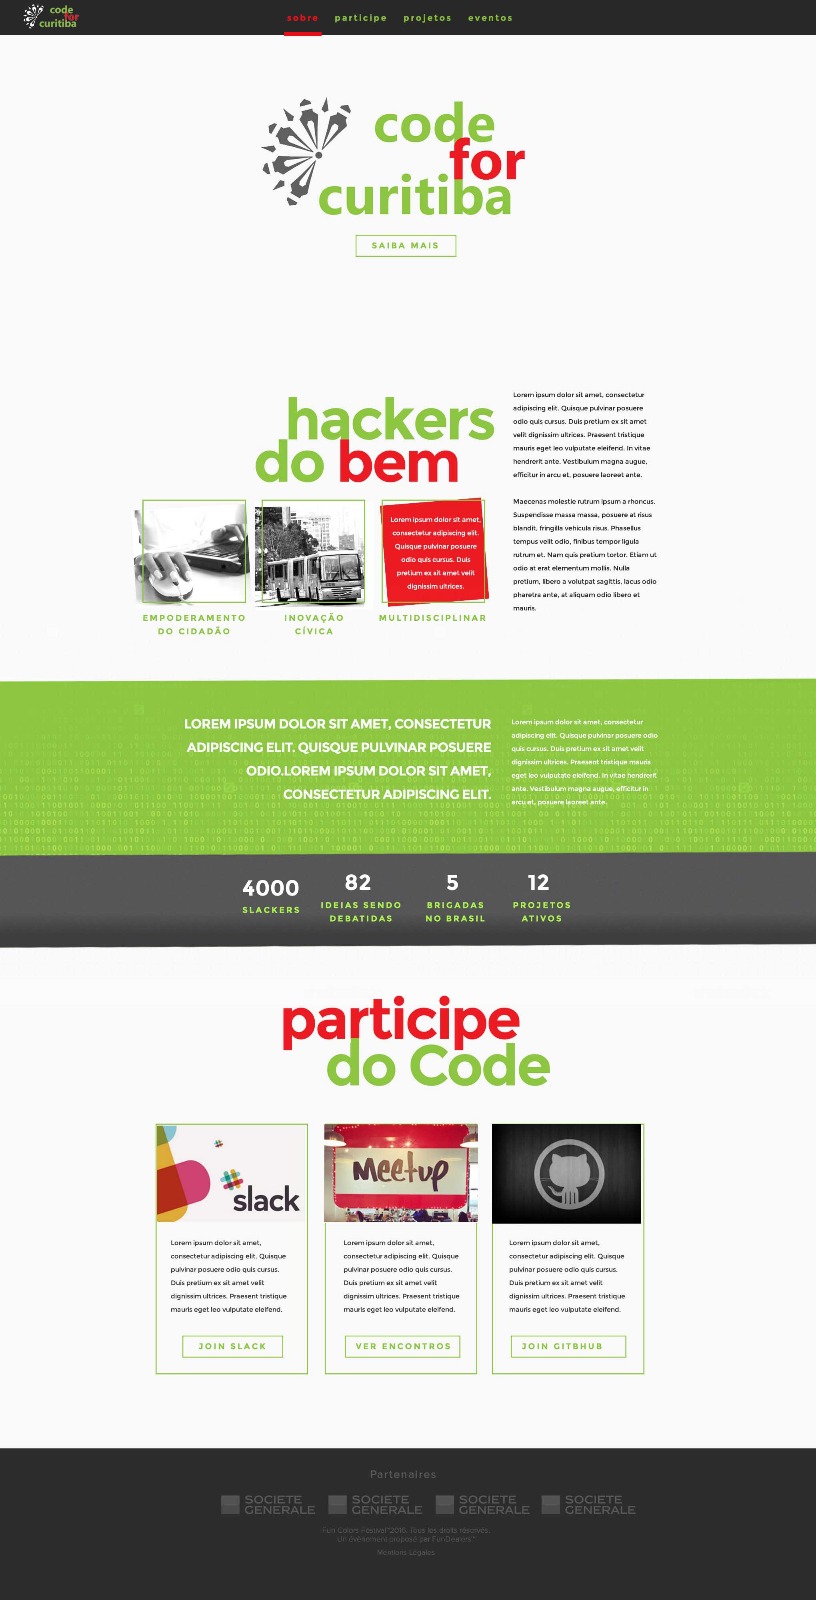 code
for
curitiba
sobre participe projetos eventos
code
for
curitiba
SAIBA MAIS
hackers
do bem
Lorem ipsum dolor sit amet, consectetur
adipiscing elit. Quisque pulvinar posuere
odio quis cursus. Duis pretium ex sit amet
velit dignissim ultrices. Praesent tristique
mauris eget leo vulputate eleifend. In vitae
hendrerit ante. Vestibulum magna augue,
efficitur in arcu et, posuere laoreet ante.
Maecenas molestie rutrum ipsum a rhoncus.
Suspendisse massa massa, posuere at risus
blandit, fringilla vehicula risus. Phasellus
tempus velit odio, finibus tempor ligula
rutrum et. Nam quis pretium tortor. Etiam ut
odio at erat elementum mollis. Nulla
pretium, libero a volutpat sagittis, lacus odio
pharetra ante, at aliquam odio libero et
mauris.
Lorem ipsum dolor sit amet,
consectetur adipiscing elit.
Quisque pulvinar posuere
odio quis cursus. Duis
pretium ex sit amet velit
dignissim ultrices.
EMPODERAMENTO
DO CIDADÃO
INOVAÇÃO
CÍVICA
MULTIDISCIPLINAR
LOREM IPSUM DOLOR SIT AMET, CONSECTETUR
ADIPISCING ELIT. QUISQUE PULVINAR POSUERE
ODIO.LOREM IPSUM DOLOR SIT AMET,
CONSECTETUR ADIPISCING ELIT.
Lorem ipsum dolor sit amet, consectetur
adipiscing elit. Quisque pulvinar posuere odio
quis cursus. Duis pretium ex sit amet velit
dignissim ultrices. Praesent tristique mauris
eget leo vulputate eleifend. In vitae hendrerit
ante. Vestibulum magna augue, efficitur in
arcu et, posuere laoreet ante.
4000
SLACKERS
82
IDEIAS SENDO
DEBATIDAS
5
BRIGADAS
NO BRASIL
12
PROJETOS
ATIVOS
participe
do Code
slack
Lorem ipsum dolor sit amet,
consectetur adipiscing elit. Quisque
pulvinar posuere odio quis cursus.
Duis pretium ex sit amet velit
dignissim ultrices. Praesent tristique
mauris eget leo vulputate eleifend.
JOIN SLACK
Meetup
Lorem ipsum dolor sit amet,
consectetur adipiscing elit. Quisque
pulvinar posuere odio quis cursus.
Duis pretium ex sit amet velit
dignissim ultrices. Praesent tristique
mauris eget leo vulputate eleifend.
VER ENCONTROS
Lorem ipsum dolor sit amet,
consectetur adipiscing elit. Quisque
pulvinar posuere odio quis cursus.
Duis pretium ex sit amet velit
dignissim ultrices. Praesent tristique
mauris eget leo vulputate eleifend.
JOIN GITBHUB
Partenaires
SOCIETE
GENERALE
SOCIETE
GENERALE
SOCIETE
GENERALE
SOCIETE
GENERALE
Fun Colors Festival™2016. Tous les droits réservés.
Un événement proposé par Fun Dealers™
Mentions Légales